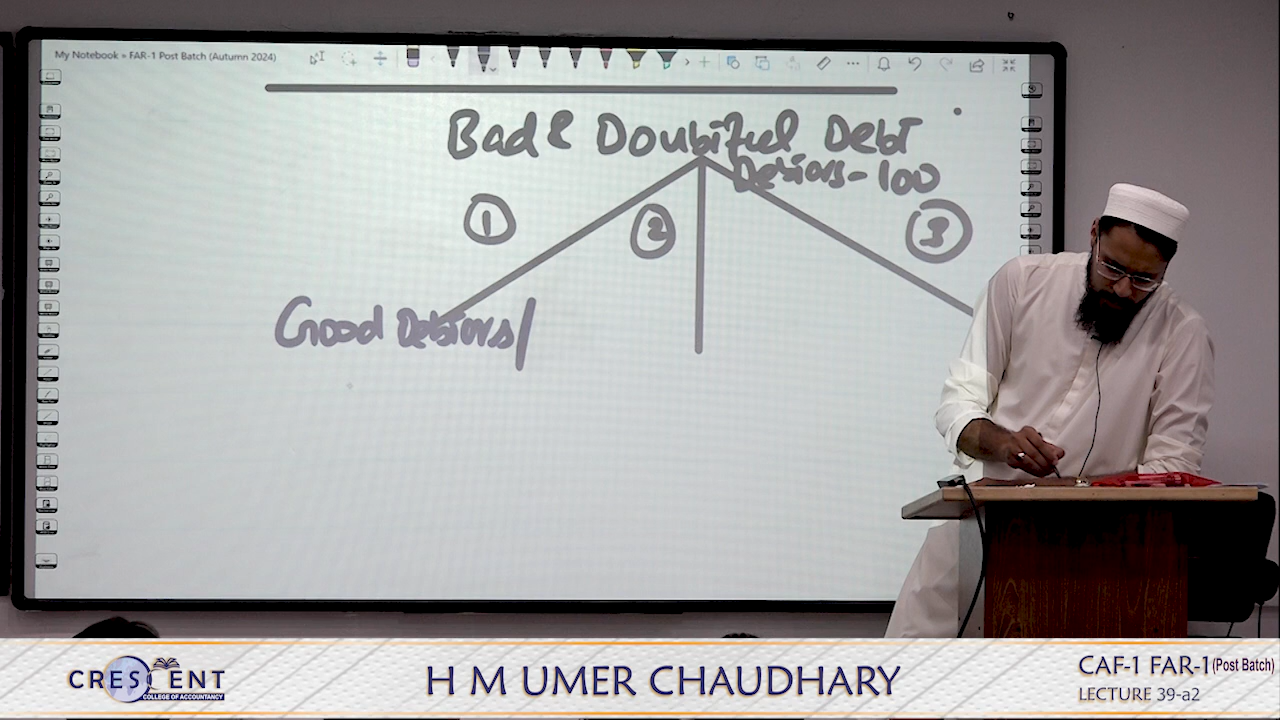 My Notebook » FAR-1 Post Batch (Autumn 2024)
Bad & Doubtful Debt
Debtors - 100
1
2
3
Good Debtors/
CRESCENT
COLLEGE OF ACCOUNTANCY
H M UMER CHAUDHARY
CAF-1 FAR-1 (Post Batch)
LECTURE 39-a2